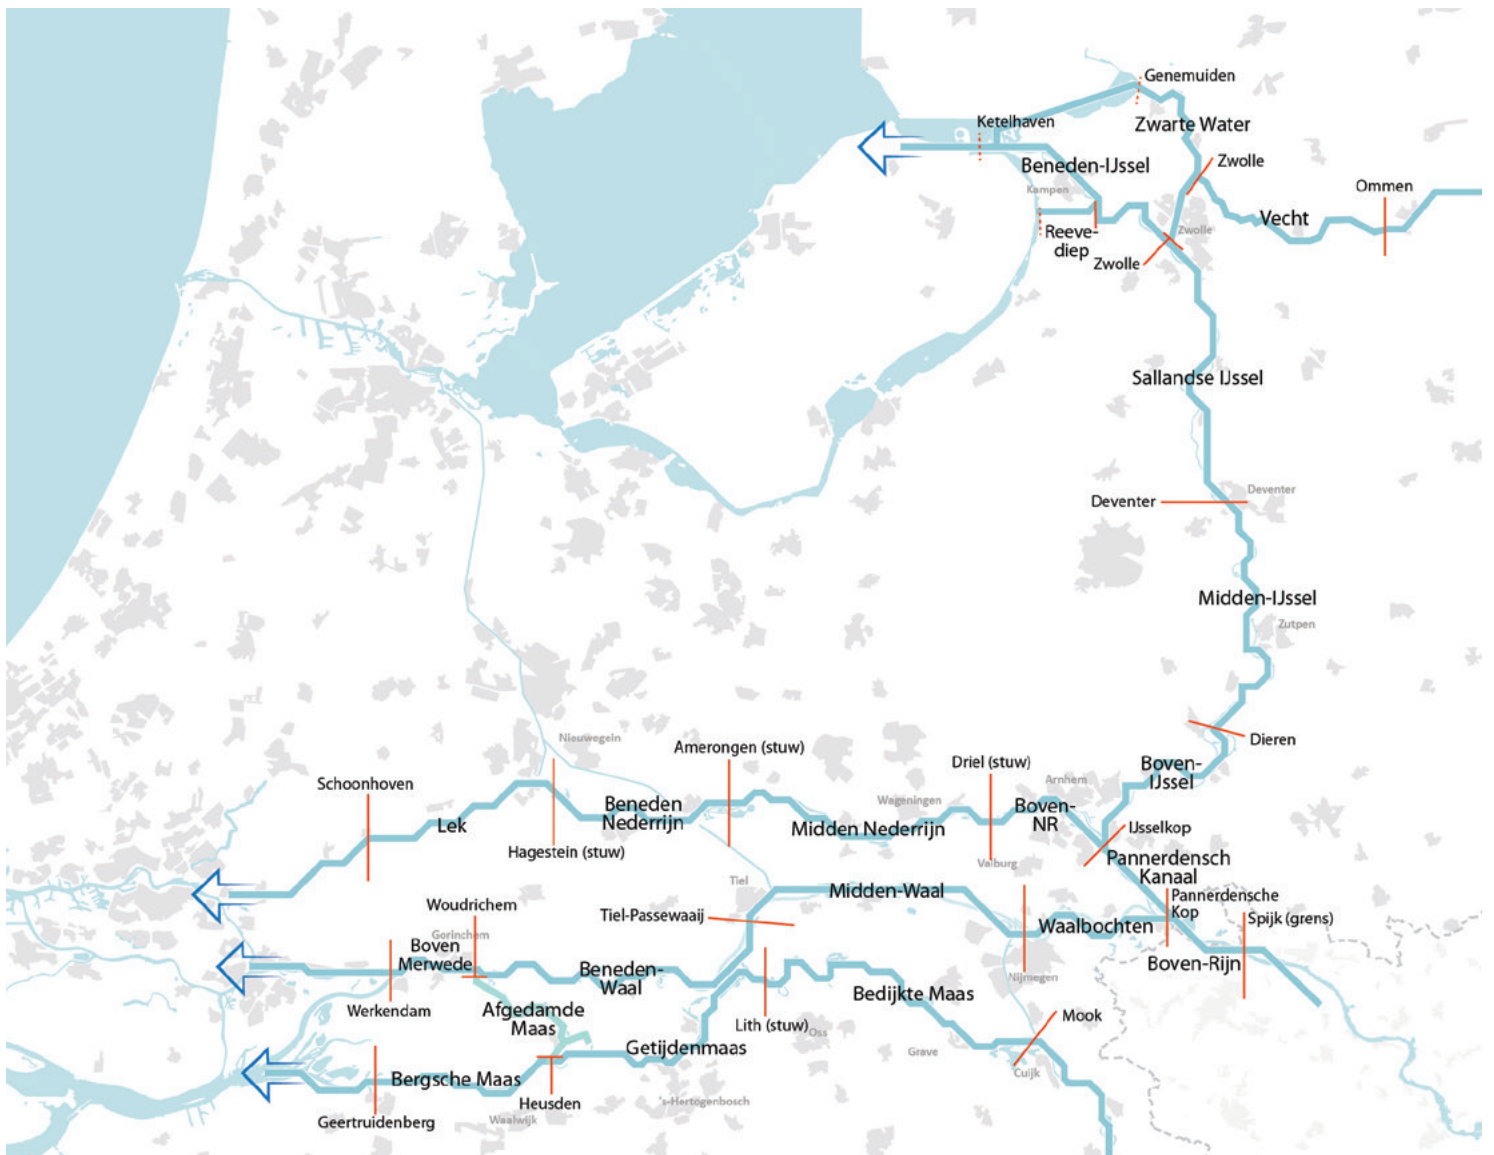 Genemuiden
Ketelhaven
Zwarte Water
Beneden-IJssel
Zwolle
Kampen
Ommen
Vecht
Reeve-
diep
Zwolle
Zwolle
Sallandse IJssel
Deventer
Deventer
Midden-IJssel
Zutpen
Dieren
Nieuwegein
Amerongen (stuw)
Driel (stuw)
Boven-
IJssel
Arnhem
Schoonhoven
Wageningen
Beneden
Nederrijn
Boven-
NR
Lek
Midden Nederrijn
IJsselkop
Hagestein (stuw)
Valburg
Pannerdensch
Kanaal
Tiel
Midden-Waal
Pannerdensche
Kop
Woudrichem
Tiel-Passewaaij
Spijk (grens)
Waalbochten
Gorinchem
Boven
Merwede
Beneden-
Waal
Boven-Rijn
Nijmegen
Bedijkte Maas
Werkendam
Afgedamde
Maas
Lith (stuw)
Oss
Mook
Getijdenmaas
Grave
Cuijk
Bergsche Maas
Heusden
's-Hertogenbosch
Geertruidenberg
Waalwijk